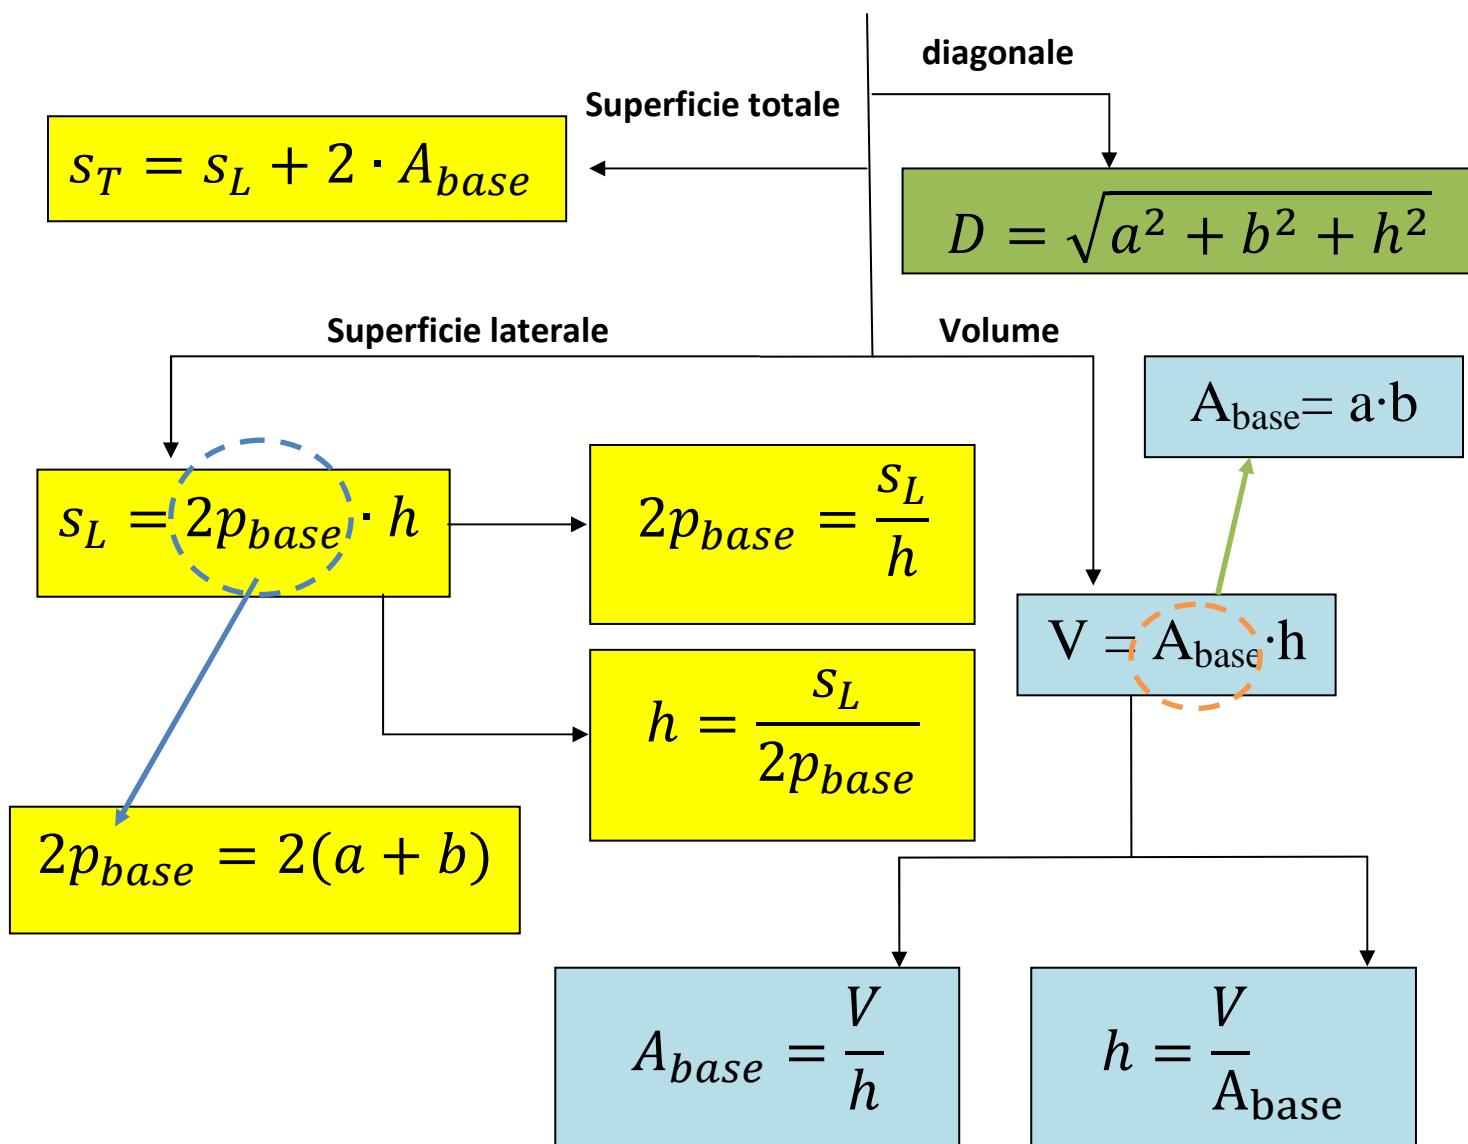 diagonale
Superficie totale
s_T = s_L + 2 · A_base
D = √(a² + b² + h²)
Superficie laterale
Volume
A_base= a·b
s_L = 2p_base · h
2p_base = s_L / h
V = A_base·h
h = s_L / 2p_base
2p_base = 2(a + b)
A_base = V / h
h = V / A_base